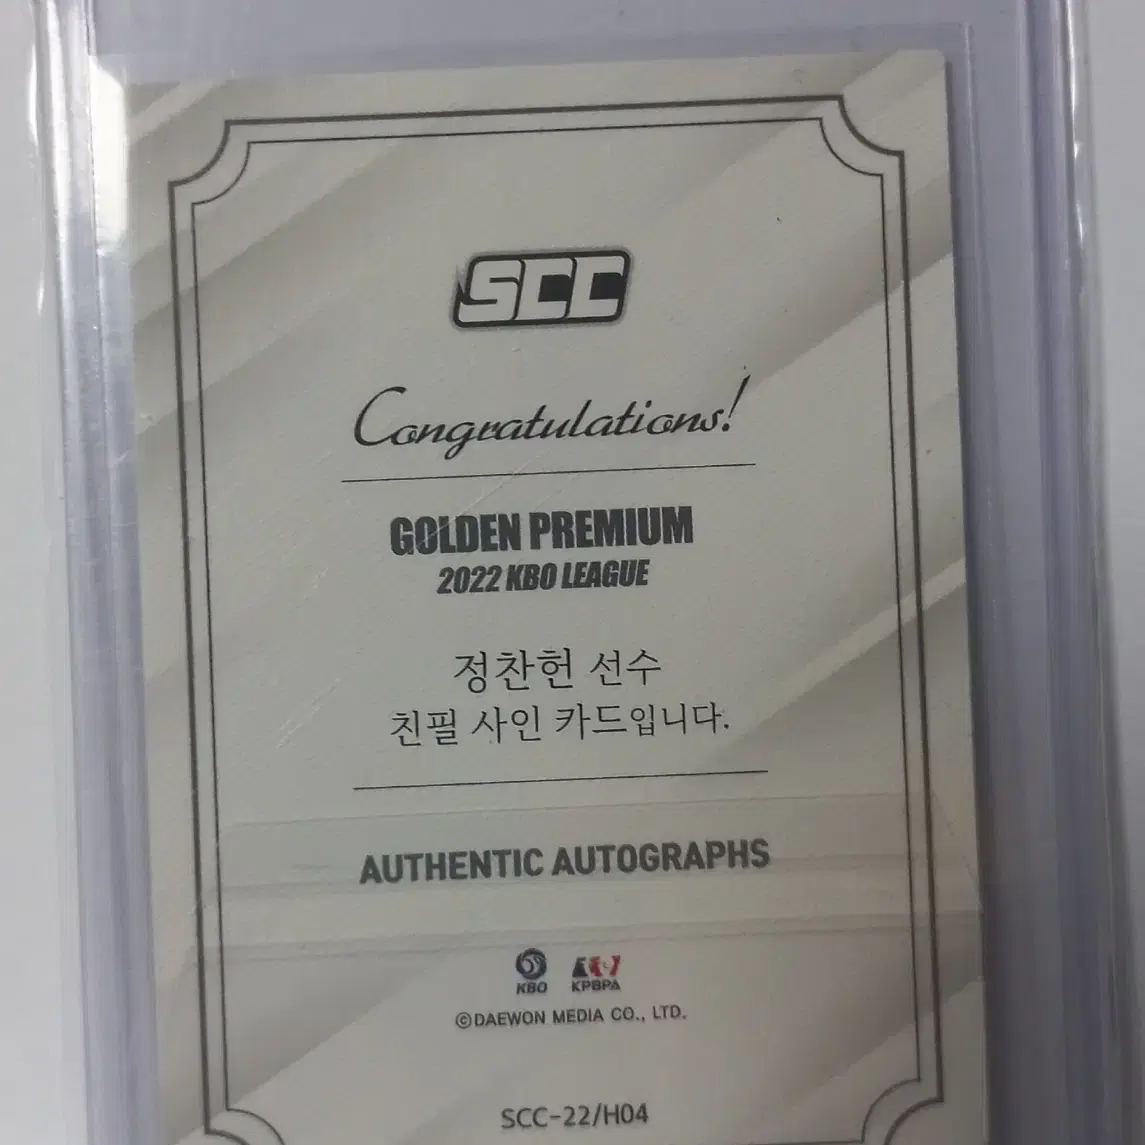 SCC
Congratulations!
GOLDEN PREMIUM
2022 KBO LEAGUE
정찬헌 선수
친필 사인 카드입니다.
AUTHENTIC AUTOGRAPHS
KBO KPBPA
©DAEWON MEDIA CO., LTD.
SCC-22/H04